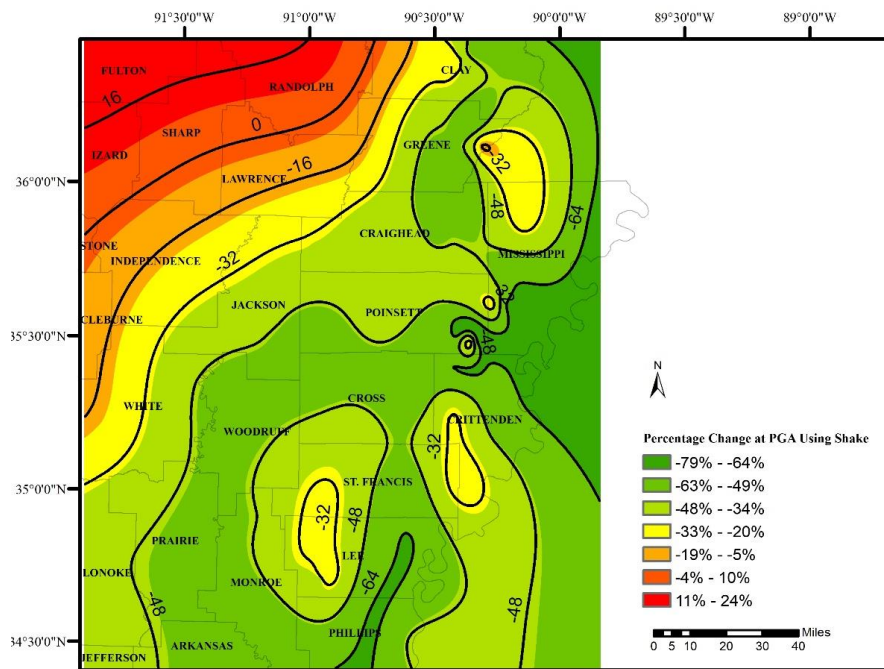 91°30'0"W 91°0'0"W 90°30'0"W 90°0'0"W 89°30'0"W 89°0'0"W
FULTON
CLAY
16
RANDOLPH
0
SHARP
GREENE
-32
IZARD
-16
LAWRENCE
36°0'0"N
-48
-64
CRAIGHEAD
STONE
INDEPENDENCE
-32
MISSISSIPPI
32
JACKSON
POINSETT
CLEBURNE
35°30'0"N
-48
N
CROSS
WHITE
CRITTENDEN
WOODRUFF
-32
Percentage Change at PGA Using Shake
-79% - -64%
-63% - -49%
-48% - -34%
-33% - -20%
-19% - -5%
-4% - 10%
11% - 24%
ST. FRANCIS
35°0'0"N
-32
-48
PRAIRIE
LEE
LONOKE
MONROE
-64
-48
-48
PHILLIPS
ARKANSAS
34°30'0"N
JEFFERSON
Miles
0 5 10 20 30 40